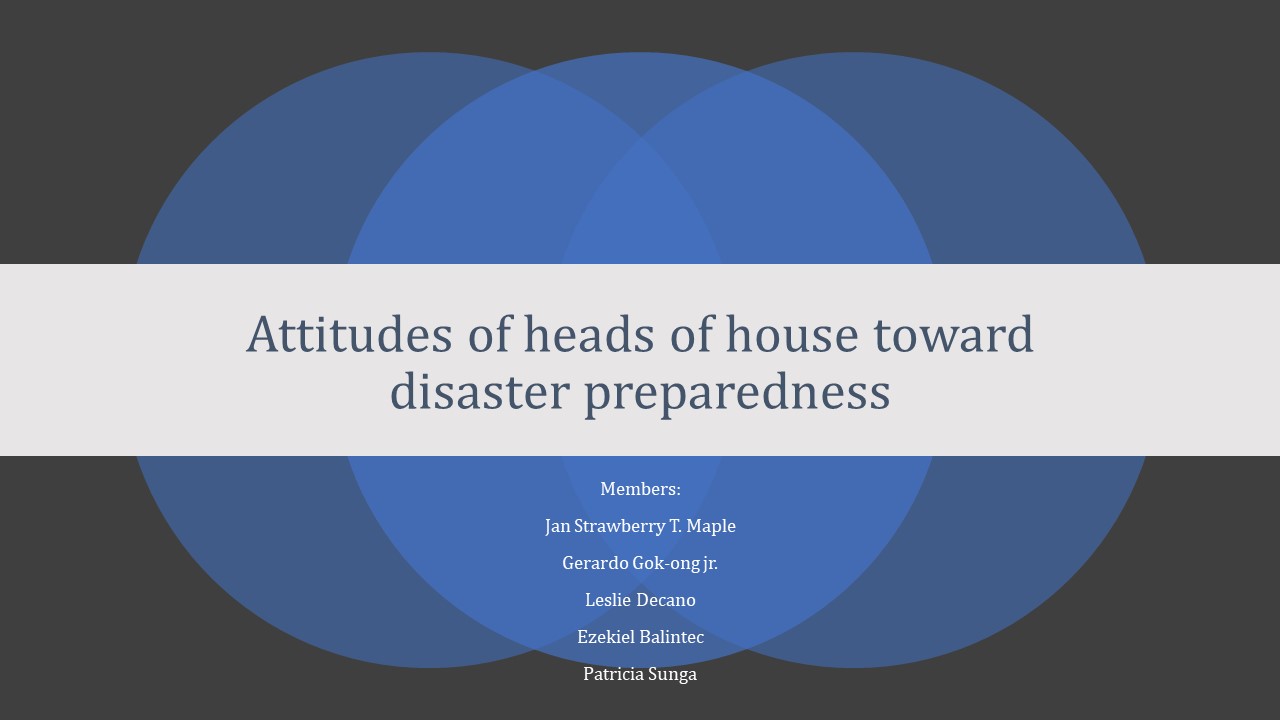 Attitudes of heads of house toward
disaster preparedness
Members:
Jan Strawberry T. Maple
Gerardo Gok-ong jr.
Leslie Decano
Ezekiel Balintec
Patricia Sunga